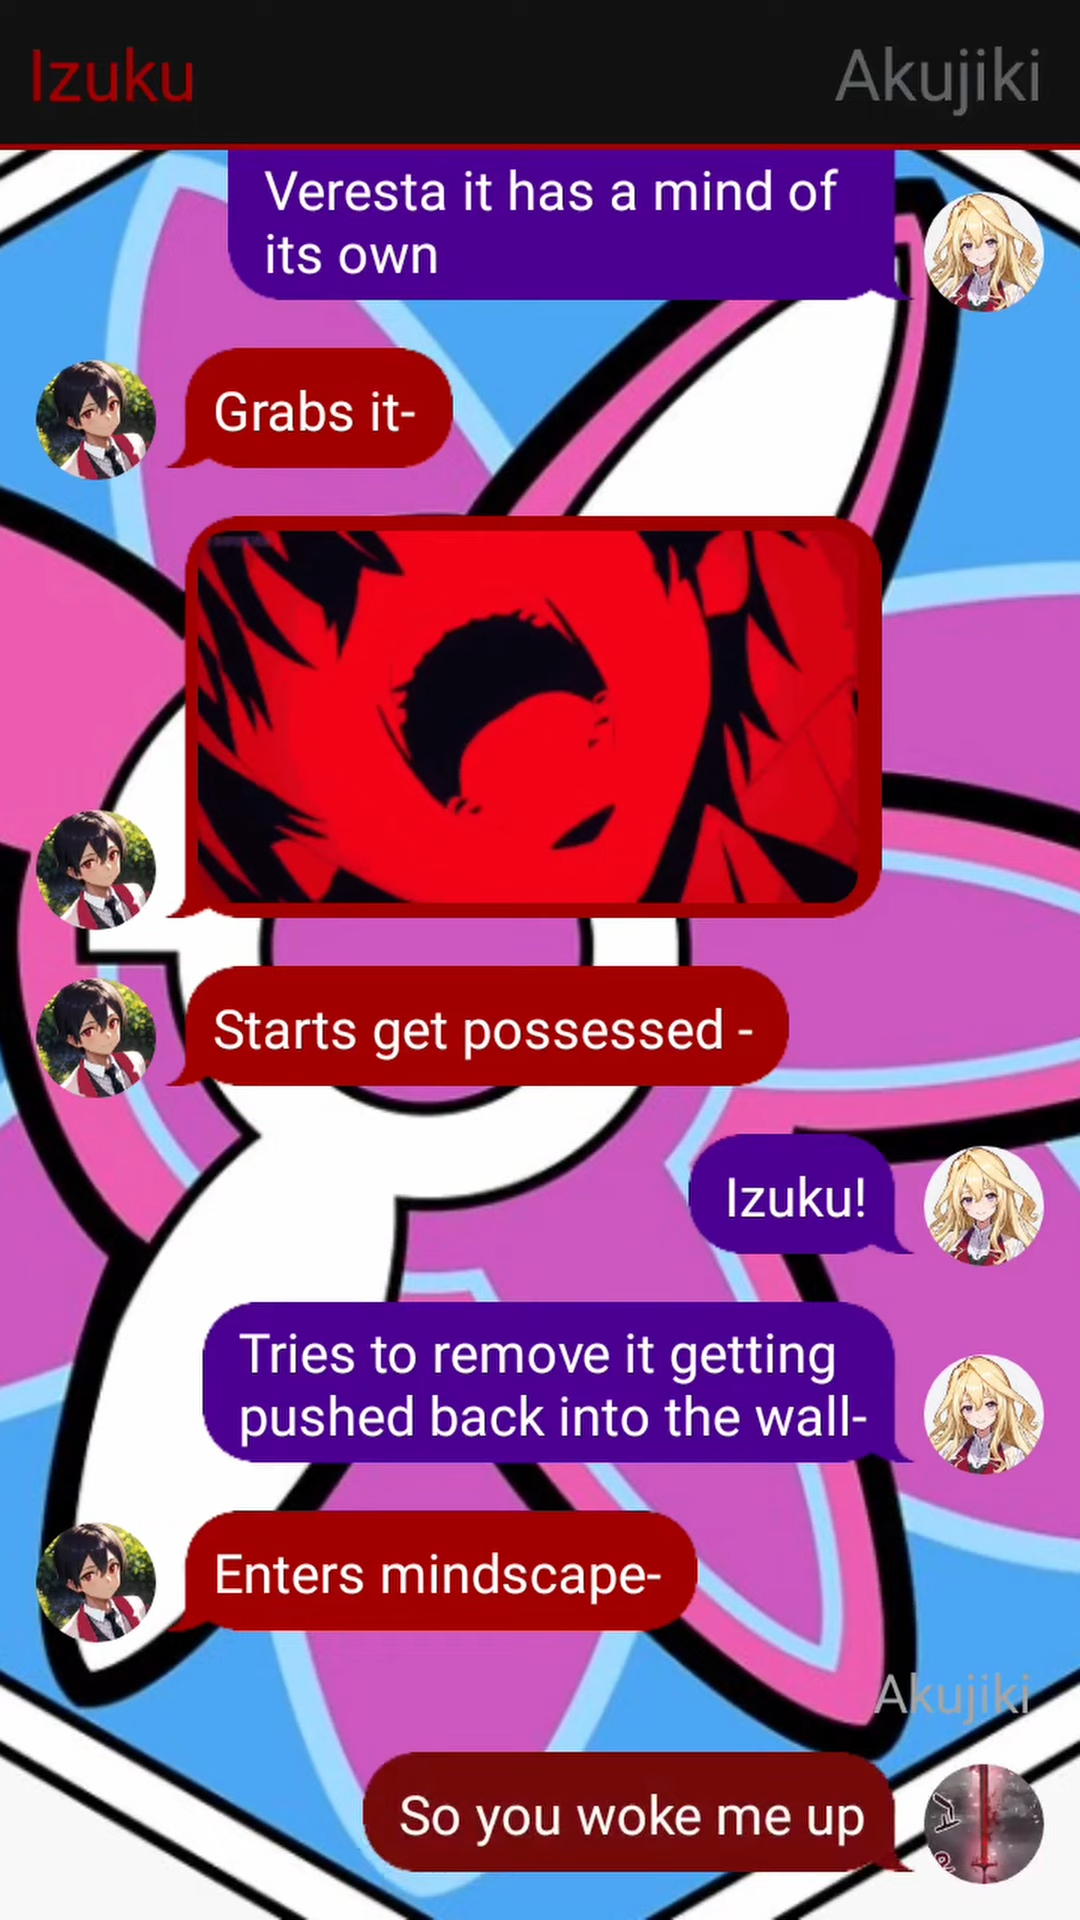 Izuku
Akujiki
Veresta it has a mind of
its own
Grabs it-
Starts get possessed -
Izuku!
Tries to remove it getting
pushed back into the wall-
Enters mindscape-
Akujiki
So you woke me up